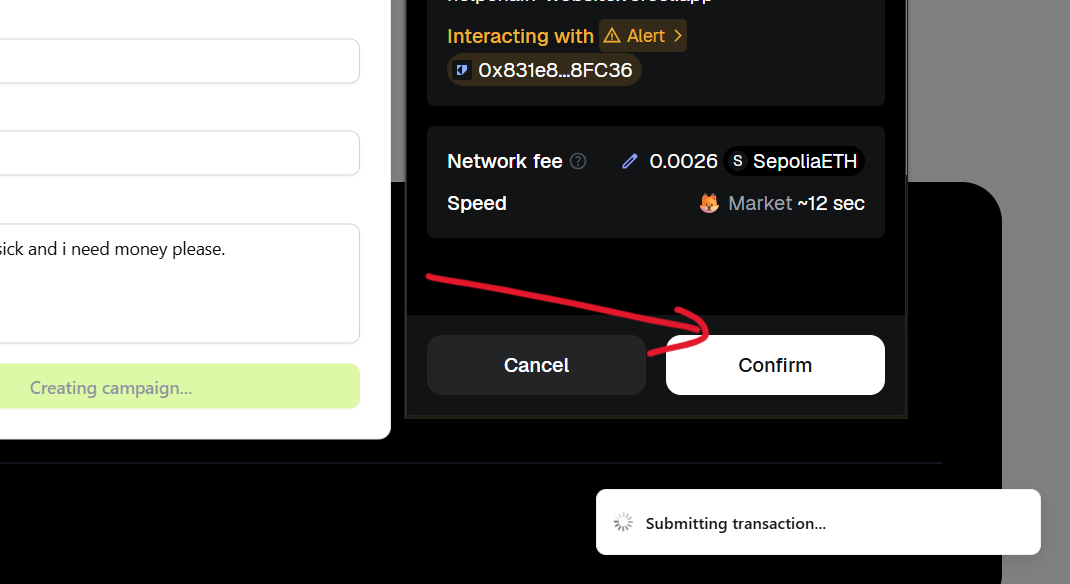 Interacting with Alert >
0x831e8...8FC36
Network fee ? 0.0026 S SepoliaETH
Speed Market ~12 sec
sick and i need money please.
Cancel Confirm
Creating campaign...
Submitting transaction...